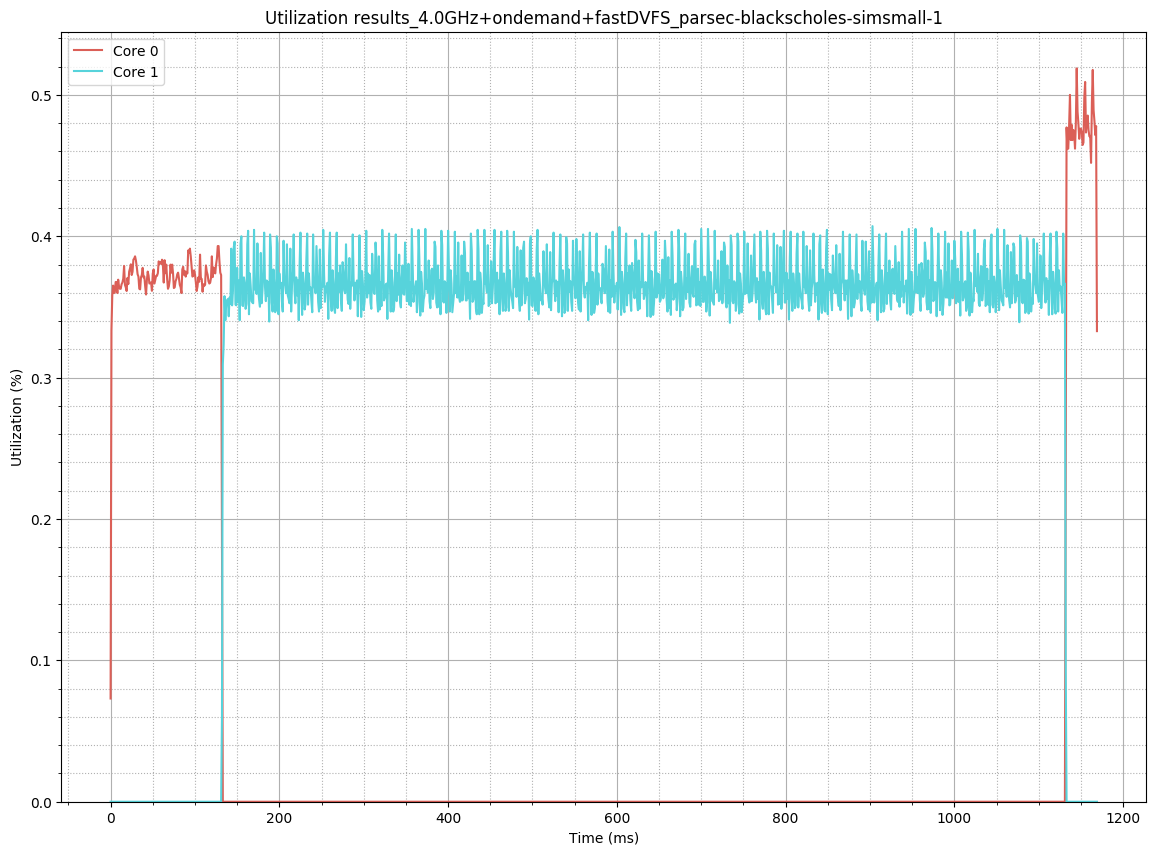 Utilization results_4.0GHz+ondemand+fastDVFS_parsec-blackscholes-simsmall-1
Core 0
Core 1
Utilization (%)
0.5
0.4
0.3
0.2
0.1
0.0
0 200 400 600 800 1000 1200
Time (ms)